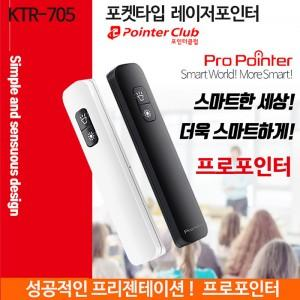 KTR-705
포켓타입 레이저포인터
Pointer Club
포인터클럽
Simple and sensuous design
Pro Pointer
Smart World! More Smart!
스마트한 세상!
더욱 스마트하게!
프로포인터
성공적인 프리젠테이션 ! 프로포인터